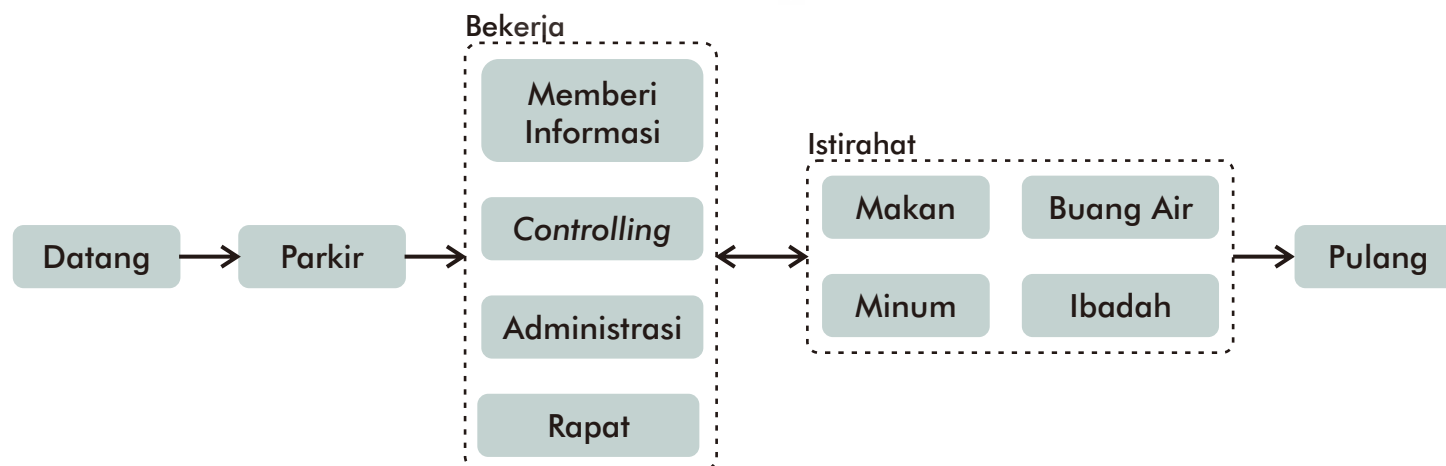 Bekerja
Memberi
Informasi
Controlling
Administrasi
Rapat
Istirahat
Makan
Buang Air
Minum
Ibadah
Datang
Parkir
Pulang